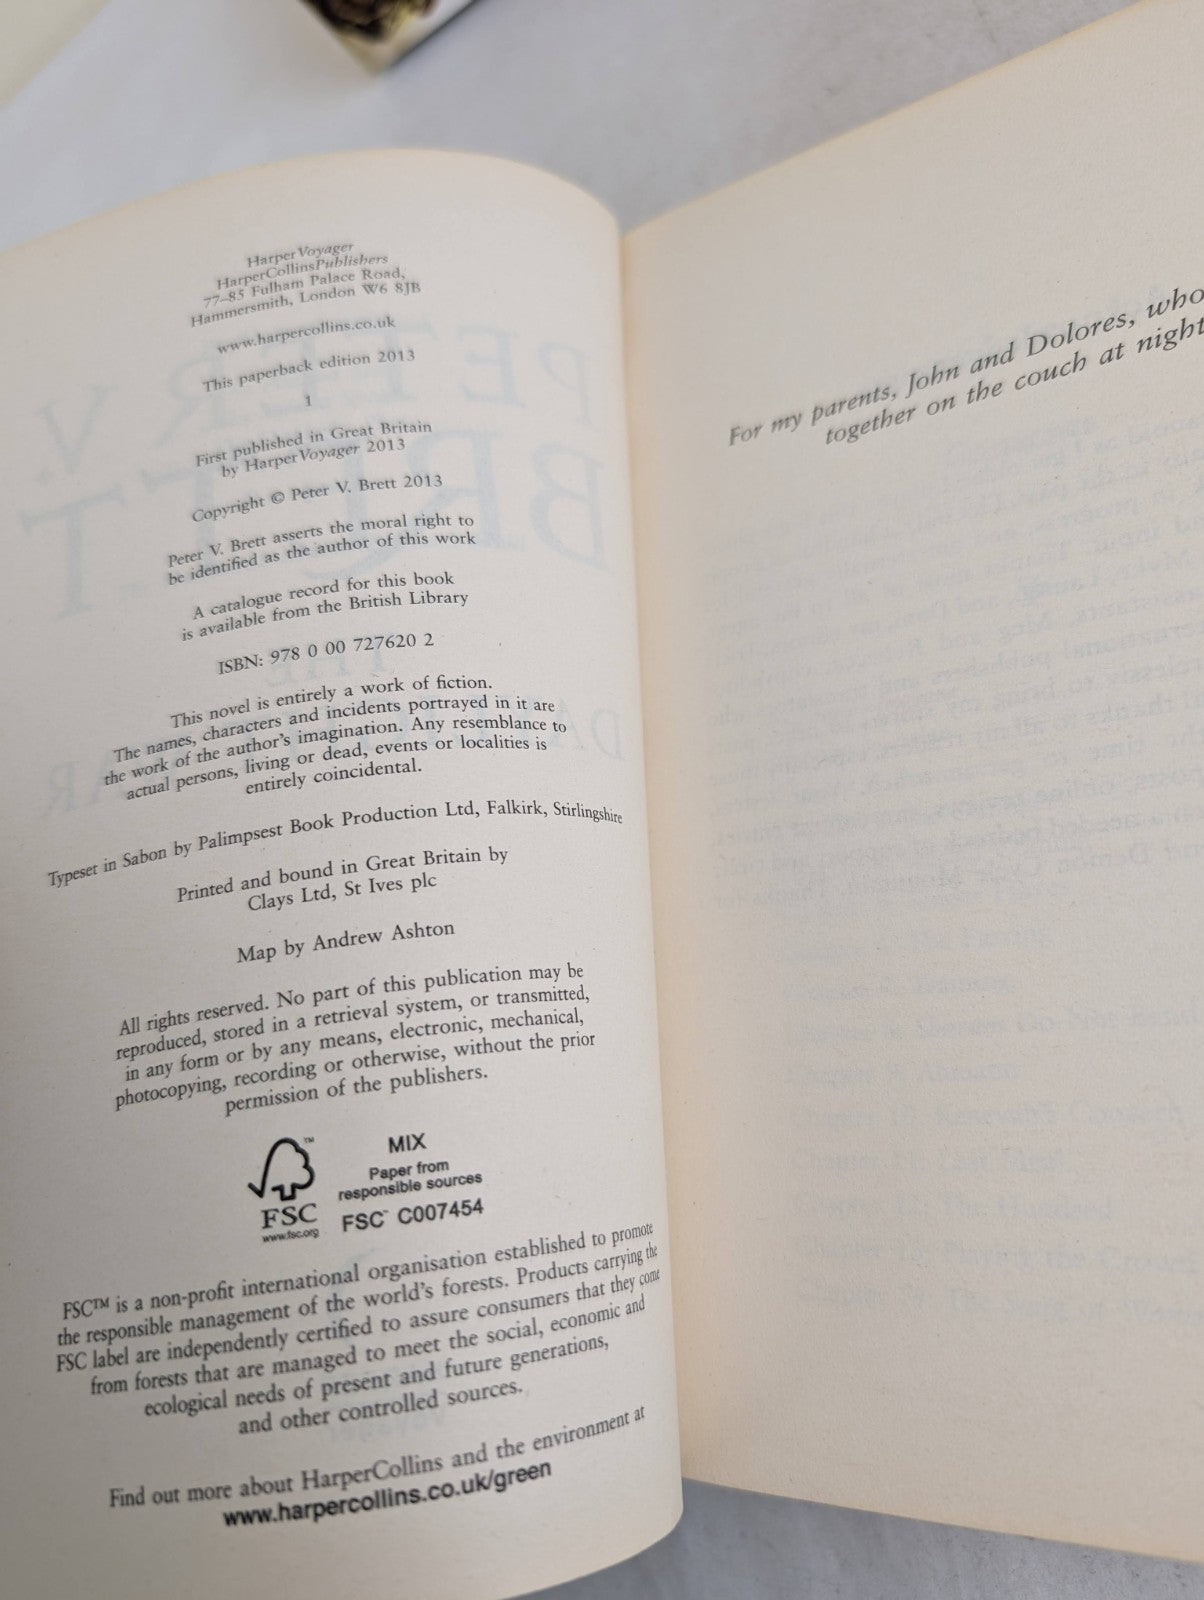 HarperVoyager
HarperCollinsPublishers
77–85 Fulham Palace Road,
Hammersmith, London W6 8JB
www.harpercollins.co.uk
This paperback edition 2013
1
First published in Great Britain
by HarperVoyager 2013
Copyright © Peter V. Brett 2013
Peter V. Brett asserts the moral right to
be identified as the author of this work
A catalogue record for this book
is available from the British Library
ISBN: 978 0 00 727620 2
This novel is entirely a work of fiction.
The names, characters and incidents portrayed in it are
the work of the author's imagination. Any resemblance to
actual persons, living or dead, events or localities is
entirely coincidental.
Typeset in Sabon by Palimpsest Book Production Ltd, Falkirk, Stirlingshire
Printed and bound in Great Britain by
Clays Ltd, St Ives plc
Map by Andrew Ashton
All rights reserved. No part of this publication may be
reproduced, stored in a retrieval system, or transmitted,
in any form or by any means, electronic, mechanical,
photocopying, recording or otherwise, without the prior
permission of the publishers.
FSC
www.fsc.org
MIX
Paper from
responsible sources
FSC™ C007454
FSC™ is a non-profit international organisation established to promote
the responsible management of the world's forests. Products carrying the
FSC label are independently certified to assure consumers that they come
from forests that are managed to meet the social, economic and
ecological needs of present and future generations,
and other controlled sources.
Find out more about HarperCollins and the environment at
www.harpercollins.co.uk/green
For my parents, John and Dolores, who
together on the couch at night